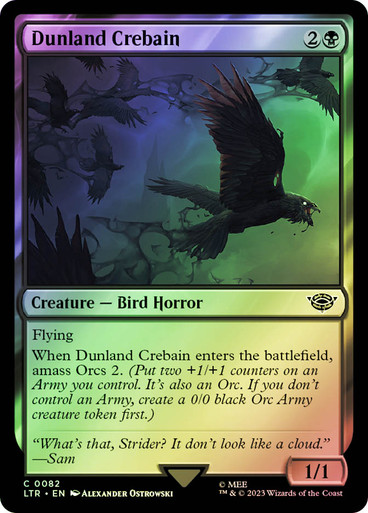 Dunland Crebain 2
Creature — Bird Horror
Flying
When Dunland Crebain enters the battlefield,
amass Orcs 2. (Put two +1/+1 counters on an
Army you control. It's also an Orc. If you don't
control an Army, create a 0/0 black Orc Army
creature token first.)
"What's that, Strider? It don't look like a cloud."
—Sam
1/1
C 0082
LTR • EN Alexander Ostrowski
© MEE
™ & © 2023 Wizards of the Coast